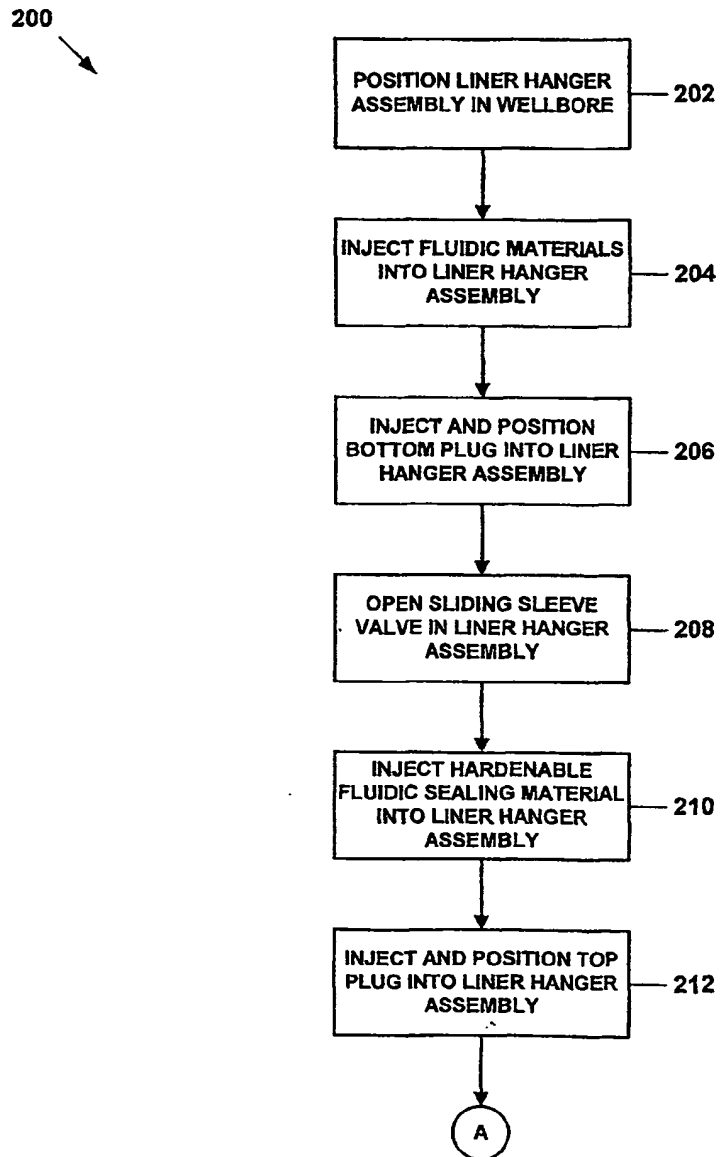 200
POSITION LINER HANGER
ASSEMBLY IN WELLBORE
202
INJECT FLUIDIC MATERIALS
INTO LINER HANGER
ASSEMBLY
204
INJECT AND POSITION
BOTTOM PLUG INTO LINER
HANGER ASSEMBLY
206
OPEN SLIDING SLEEVE
VALVE IN LINER HANGER
ASSEMBLY
208
INJECT HARDENABLE
FLUIDIC SEALING MATERIAL
INTO LINER HANGER
ASSEMBLY
210
INJECT AND POSITION TOP
PLUG INTO LINER HANGER
ASSEMBLY
212
A